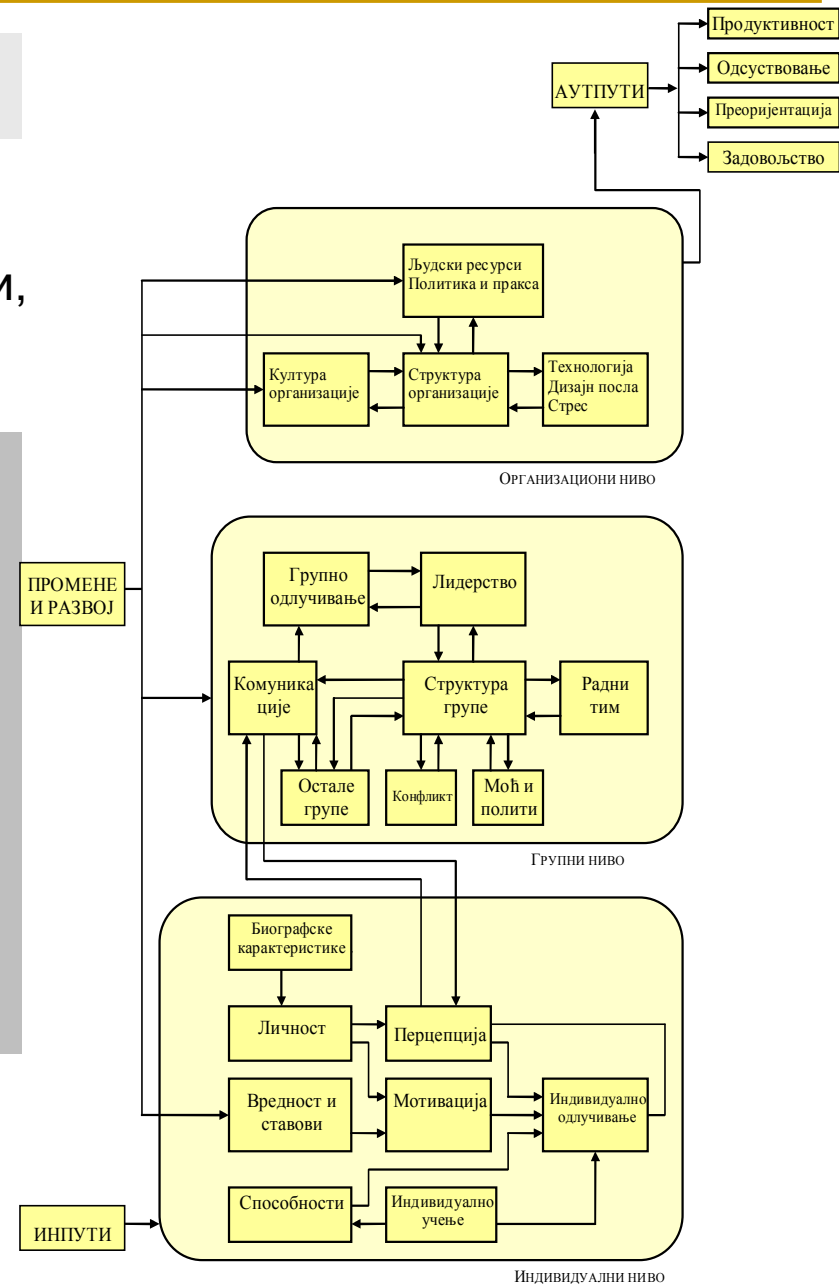 Продуктивност
АУТПУТИ
Одсуствовање
Преоријентација
Задовољство
и,
Људски ресурси
Политика и пракса
Култура
организације
Структура
организације
Технологија
Дизајн посла
Стрес
ОРГАНИЗАЦИОНИ НИВО
ПРОМЕНЕ
И РАЗВОЈ
Групно
одлучивање
Лидерство
Комуника
ције
Структура
групе
Радни
тим
Остале
групе
Конфликт
Моћ и
полити
ГРУПНИ НИВО
Биографске
карактеристике
Личност
Перцепција
Вредност и
ставови
Мотивација
Индивидуално
одлучивање
Способности
Индивидуално
учење
ИНПУТИ
ИНДИВИДУАЛНИ НИВО